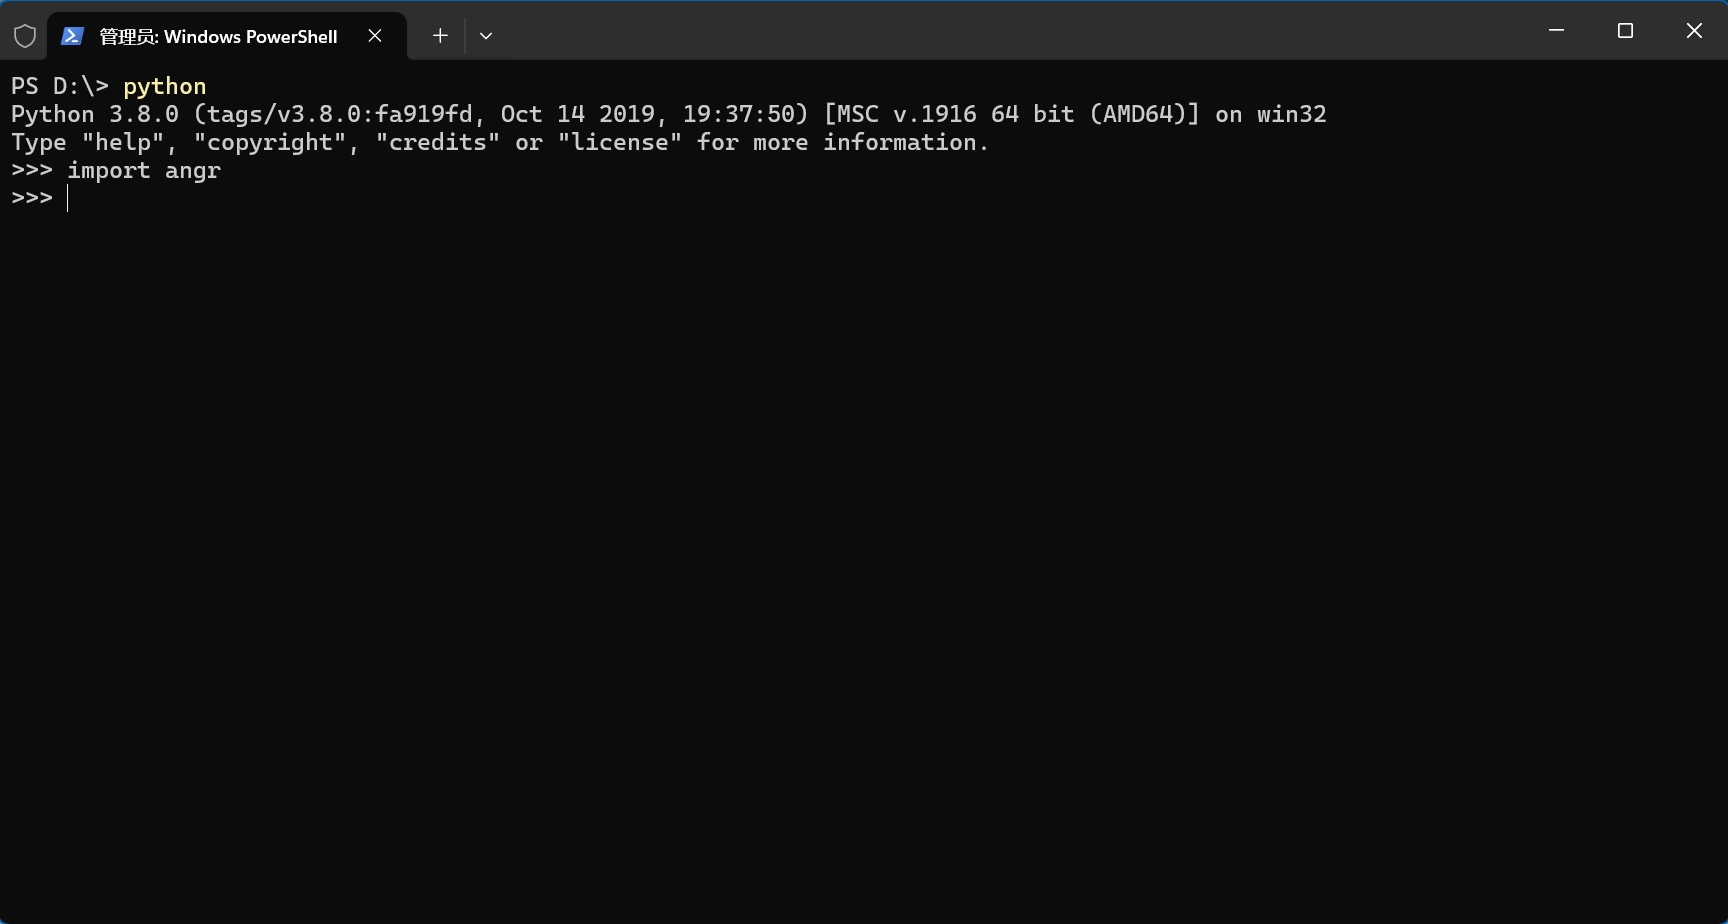 管理员: Windows PowerShell
PS D:\> python
Python 3.8.0 (tags/v3.8.0:fa919fd, Oct 14 2019, 19:37:50) [MSC v.1916 64 bit (AMD64)] on win32
Type "help", "copyright", "credits" or "license" for more information.
>>> import angr
>>>